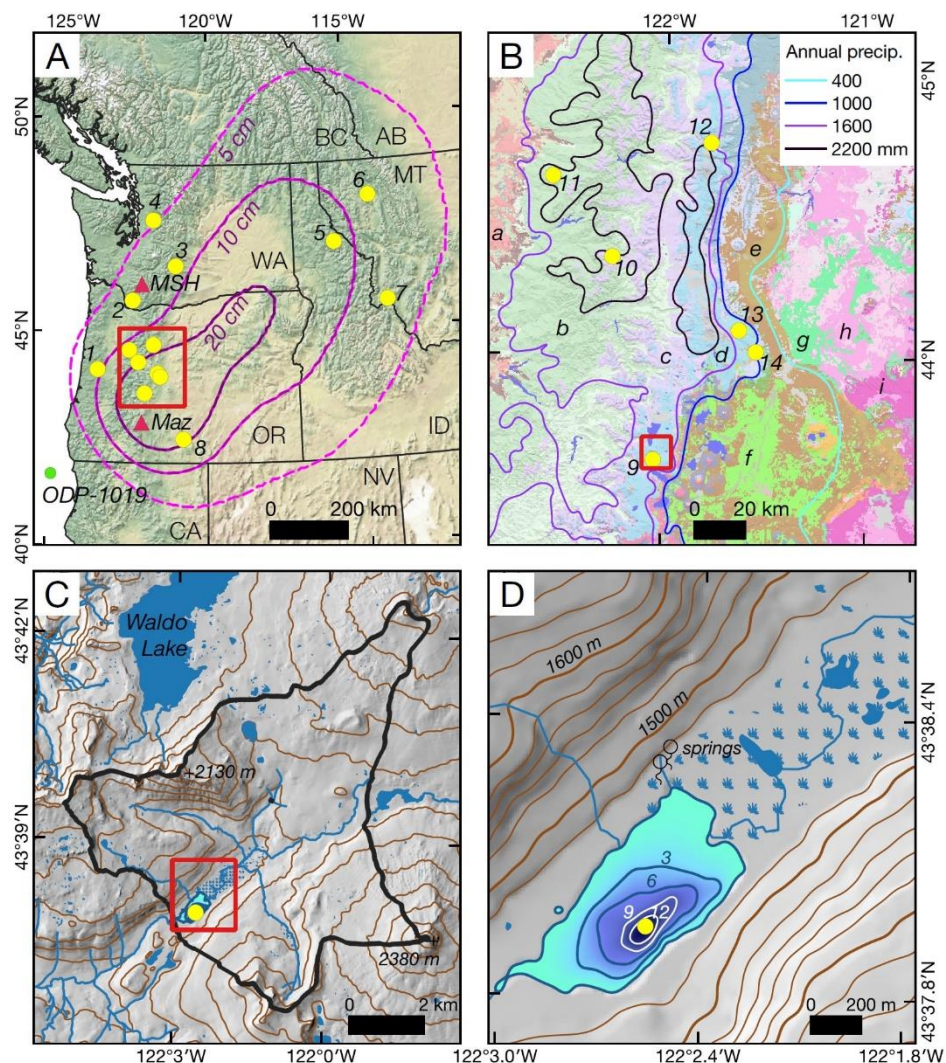 125°W
120°W
115°W
A
50°N
45°N
40°N
5 cm
10 cm
20 cm
BC
AB
MT
WA
OR
ID
NV
CA
4
3
MSH
2
1
6
5
7
Maz
8
ODP-1019
0 200 km
122°W
121°W
B
45°N
44°N
Annual precip.
400
1000
1600
2200 mm
12
11
a
10
e
b
13
h
c
d
g
14
i
9
f
0 20 km
C
43°42'N
43°39'N
Waldo
Lake
+2130 m
2380 m
0 2 km
122°3'W
122°0'W
D
1600 m
1500 m
springs
43°38.4'N
43°37.8'N
3
6
9
12
0 200 m
122°3.0'W
122°2.4'W
122°1.8'W